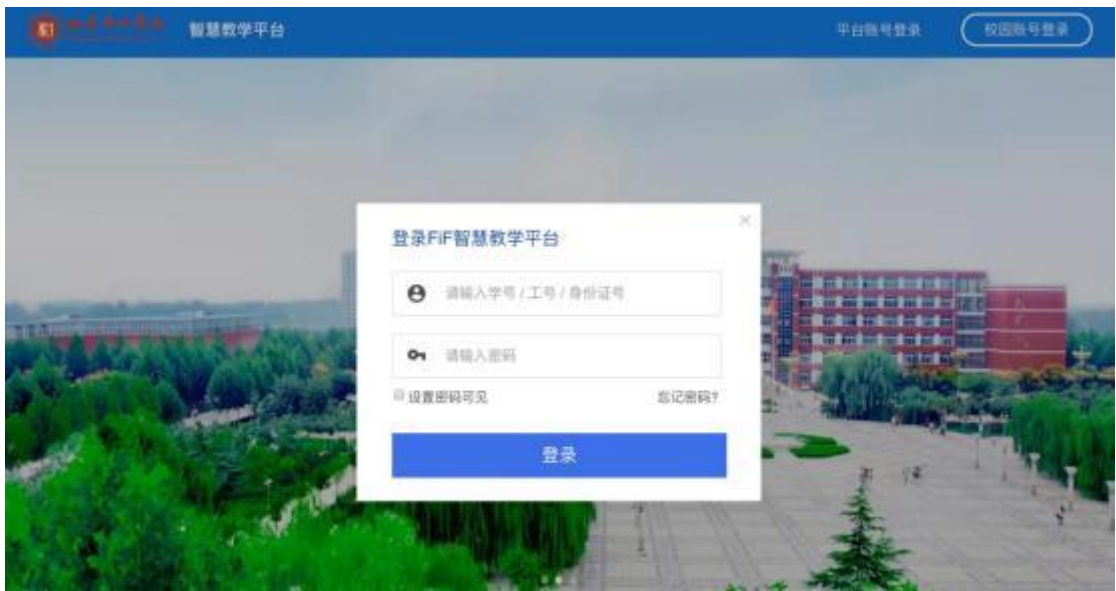 智慧教学平台
平台账号登录
校园账号登录
登录FiF智慧教学平台
请输入学号 / 工号 / 身份证号
请输入密码
设置密码可见
忘记密码?
登录